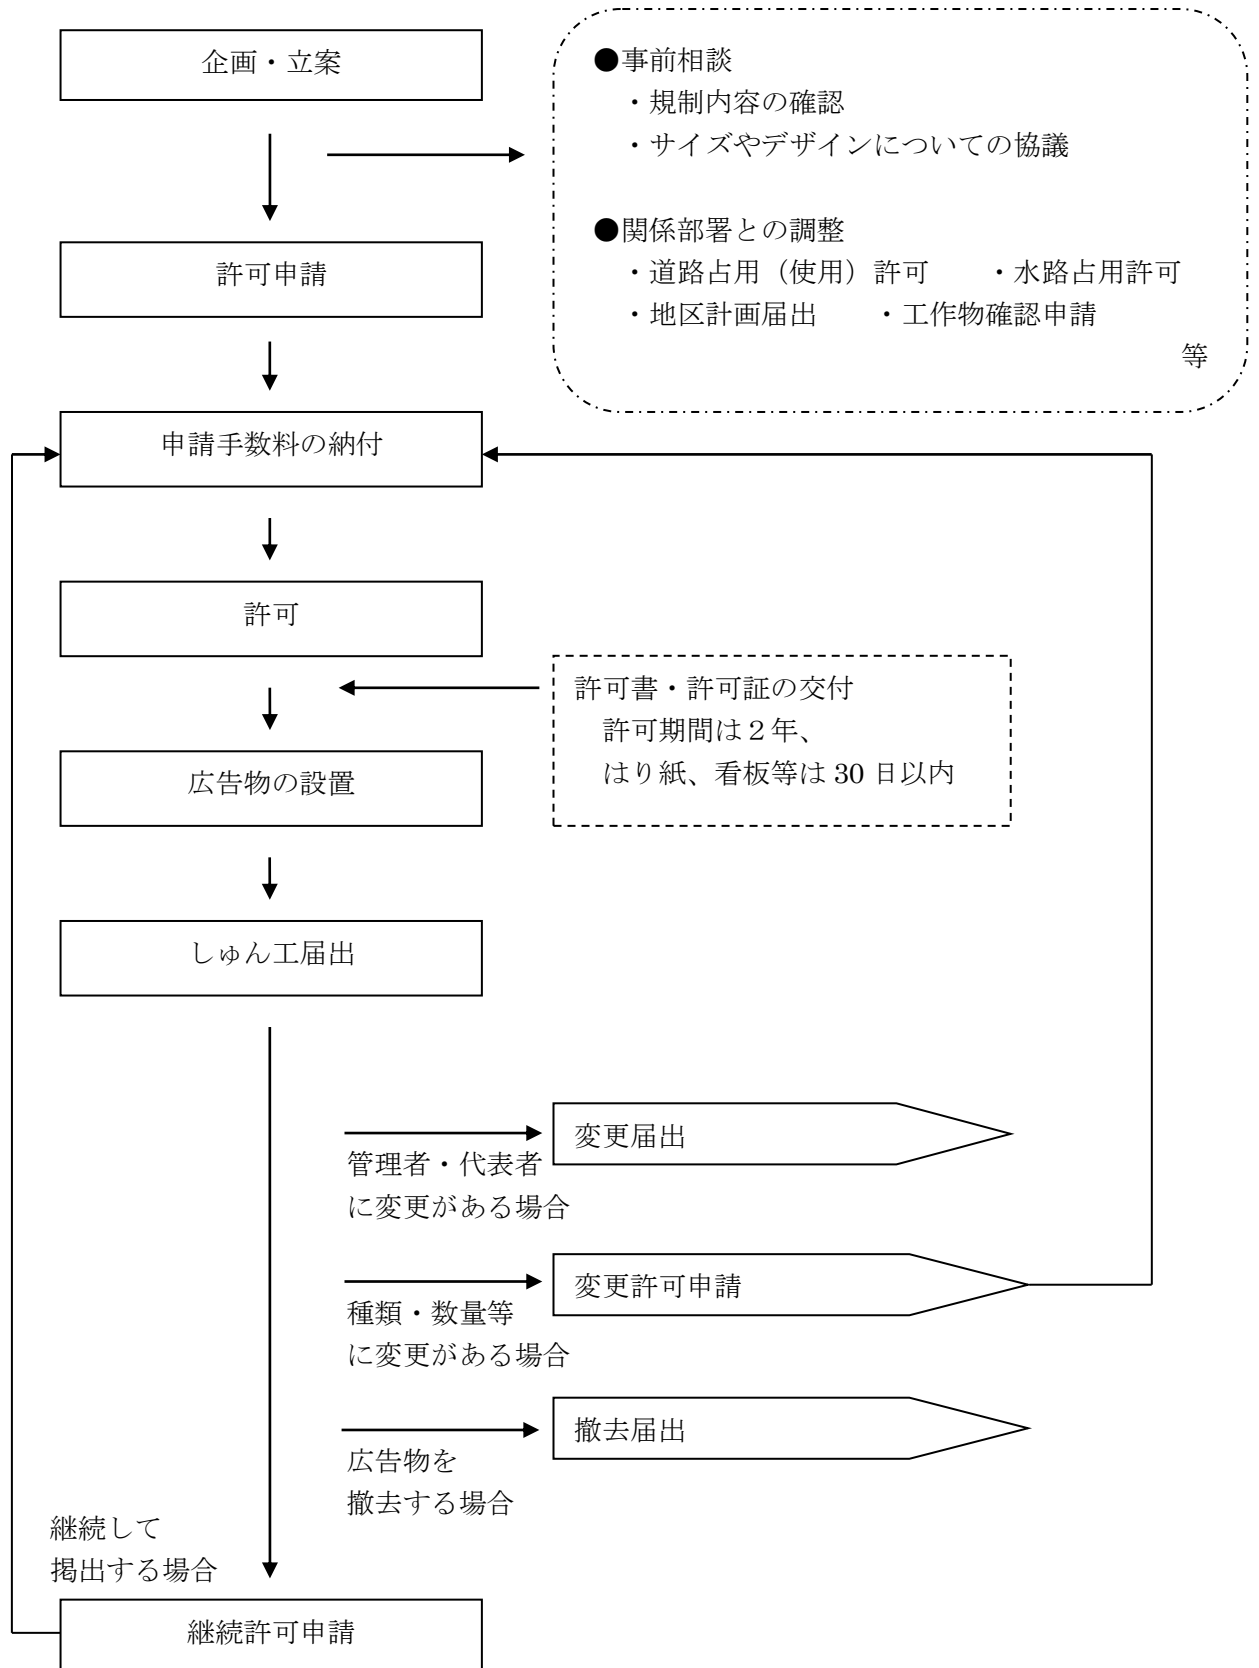 企画・立案
●事前相談
・規制内容の確認
・サイズやデザインについての協議
●関係部署との調整
・道路占用（使用）許可　　・水路占用許可
・地区計画届出　　・工作物確認申請
等
許可申請
申請手数料の納付
許可
許可書・許可証の交付
許可期間は２年、
はり紙、看板等は 30 日以内
広告物の設置
しゅん工届出
変更届出
管理者・代表者
に変更がある場合
変更許可申請
種類・数量等
に変更がある場合
撤去届出
広告物を
撤去する場合
継続して
掲出する場合
継続許可申請